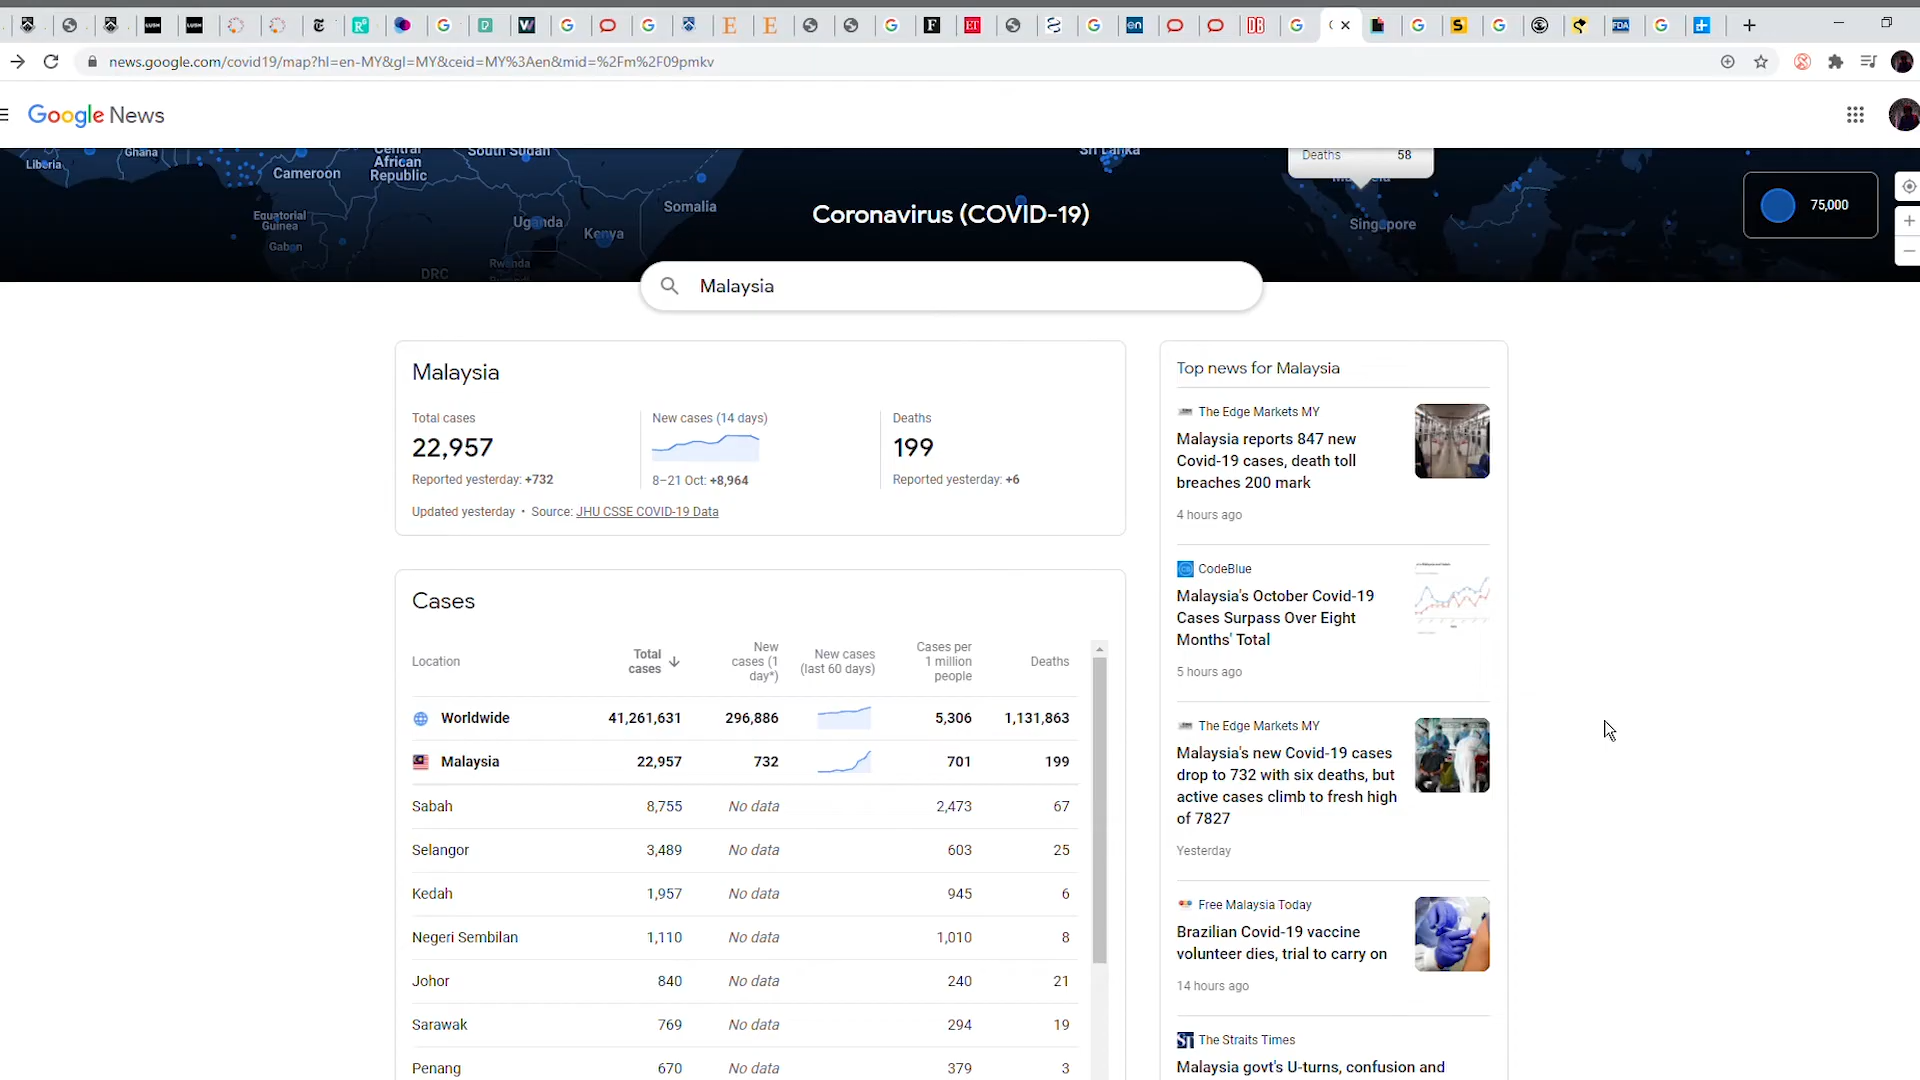 news.google.com/covid19/map?hl=en-MY&gl=MY&ceid=MY%3Aen&mid=%2Fm%2F09pmkv
Google News
Liberia
Ghana
Cameroon
Central
African
Republic
South Sudan
Equatorial
Guinea
Gabon
Uganda
Kenya
Rwanda
DRC
Somalia
Sri Lanka
Deaths 58
Malaysia
Singapore
75,000
Coronavirus (COVID-19)
Malaysia
Malaysia
Total cases
22,957
Reported yesterday: +732
New cases (14 days)
8–21 Oct: +8,964
Deaths
199
Reported yesterday: +6
Updated yesterday • Source: JHU CSSE COVID-19 Data
Cases
Location Total cases New cases (1 day*) New cases (last 60 days) Cases per 1 million people Deaths
Worldwide 41,261,631 296,886 5,306 1,131,863
Malaysia 22,957 732 701 199
Sabah 8,755 No data 2,473 67
Selangor 3,489 No data 603 25
Kedah 1,957 No data 945 6
Negeri Sembilan 1,110 No data 1,010 8
Johor 840 No data 240 21
Sarawak 769 No data 294 19
Penang 670 No data 379 3
Top news for Malaysia
The Edge Markets MY
Malaysia reports 847 new
Covid-19 cases, death toll
breaches 200 mark
4 hours ago
CodeBlue
Malaysia's October Covid-19
Cases Surpass Over Eight
Months' Total
5 hours ago
The Edge Markets MY
Malaysia's new Covid-19 cases
drop to 732 with six deaths, but
active cases climb to fresh high
of 7827
Yesterday
Free Malaysia Today
Brazilian Covid-19 vaccine
volunteer dies, trial to carry on
14 hours ago
The Straits Times
Malaysia govt's U-turns, confusion and